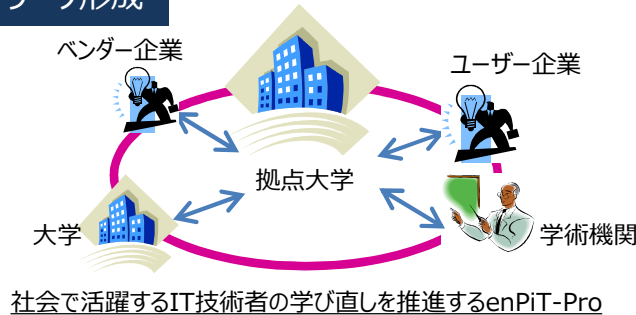 形成
ベンダー企業
ユーザー企業
拠点大学
大学
学術機関
社会で活躍するIT技術者の学び直しを推進するenPiT-Pro